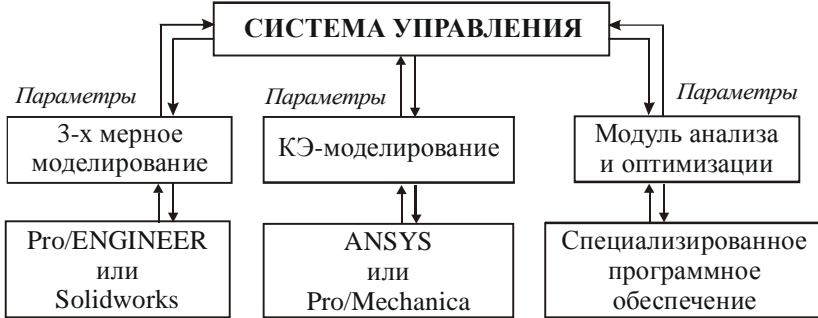 СИСТЕМА УПРАВЛЕНИЯ
Параметры
Параметры
Параметры
3-х мерное
моделирование
КЭ-моделирование
Модуль анализа
и оптимизации
Pro/ENGINEER
или
Solidworks
ANSYS
или
Pro/Mechanica
Специализированное
программное
обеспечение